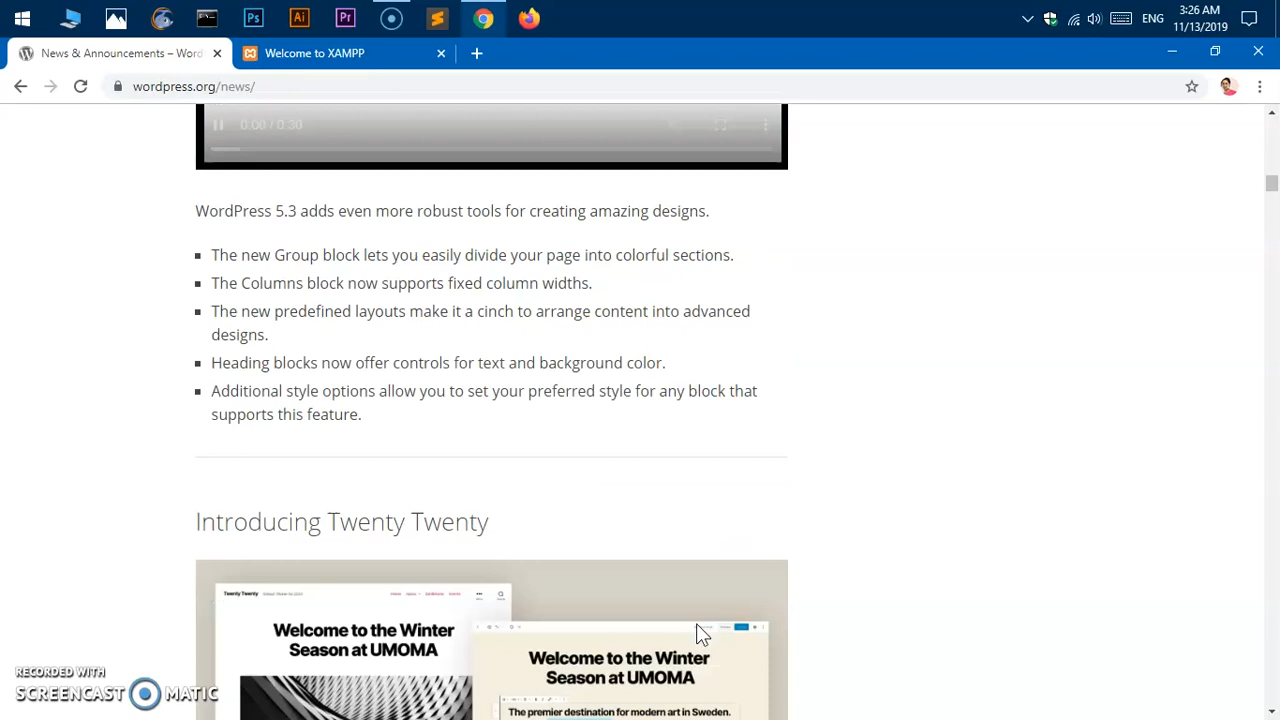 3:26 AM
ENG
11/13/2019
News & Announcements – Word
Welcome to XAMPP
wordpress.org/news/
0:00 / 0:30
WordPress 5.3 adds even more robust tools for creating amazing designs.
The new Group block lets you easily divide your page into colorful sections.
The Columns block now supports fixed column widths.
The new predefined layouts make it a cinch to arrange content into advanced
designs.
Heading blocks now offer controls for text and background color.
Additional style options allow you to set your preferred style for any block that
supports this feature.
Introducing Twenty Twenty
Twenty Twenty
Welcome to the Winter
Season at UMOMA
Welcome to the Winter
Season at UMOMA
The premier destination for modern art in Sweden.
RECORDED WITH
SCREENCAST MATIC